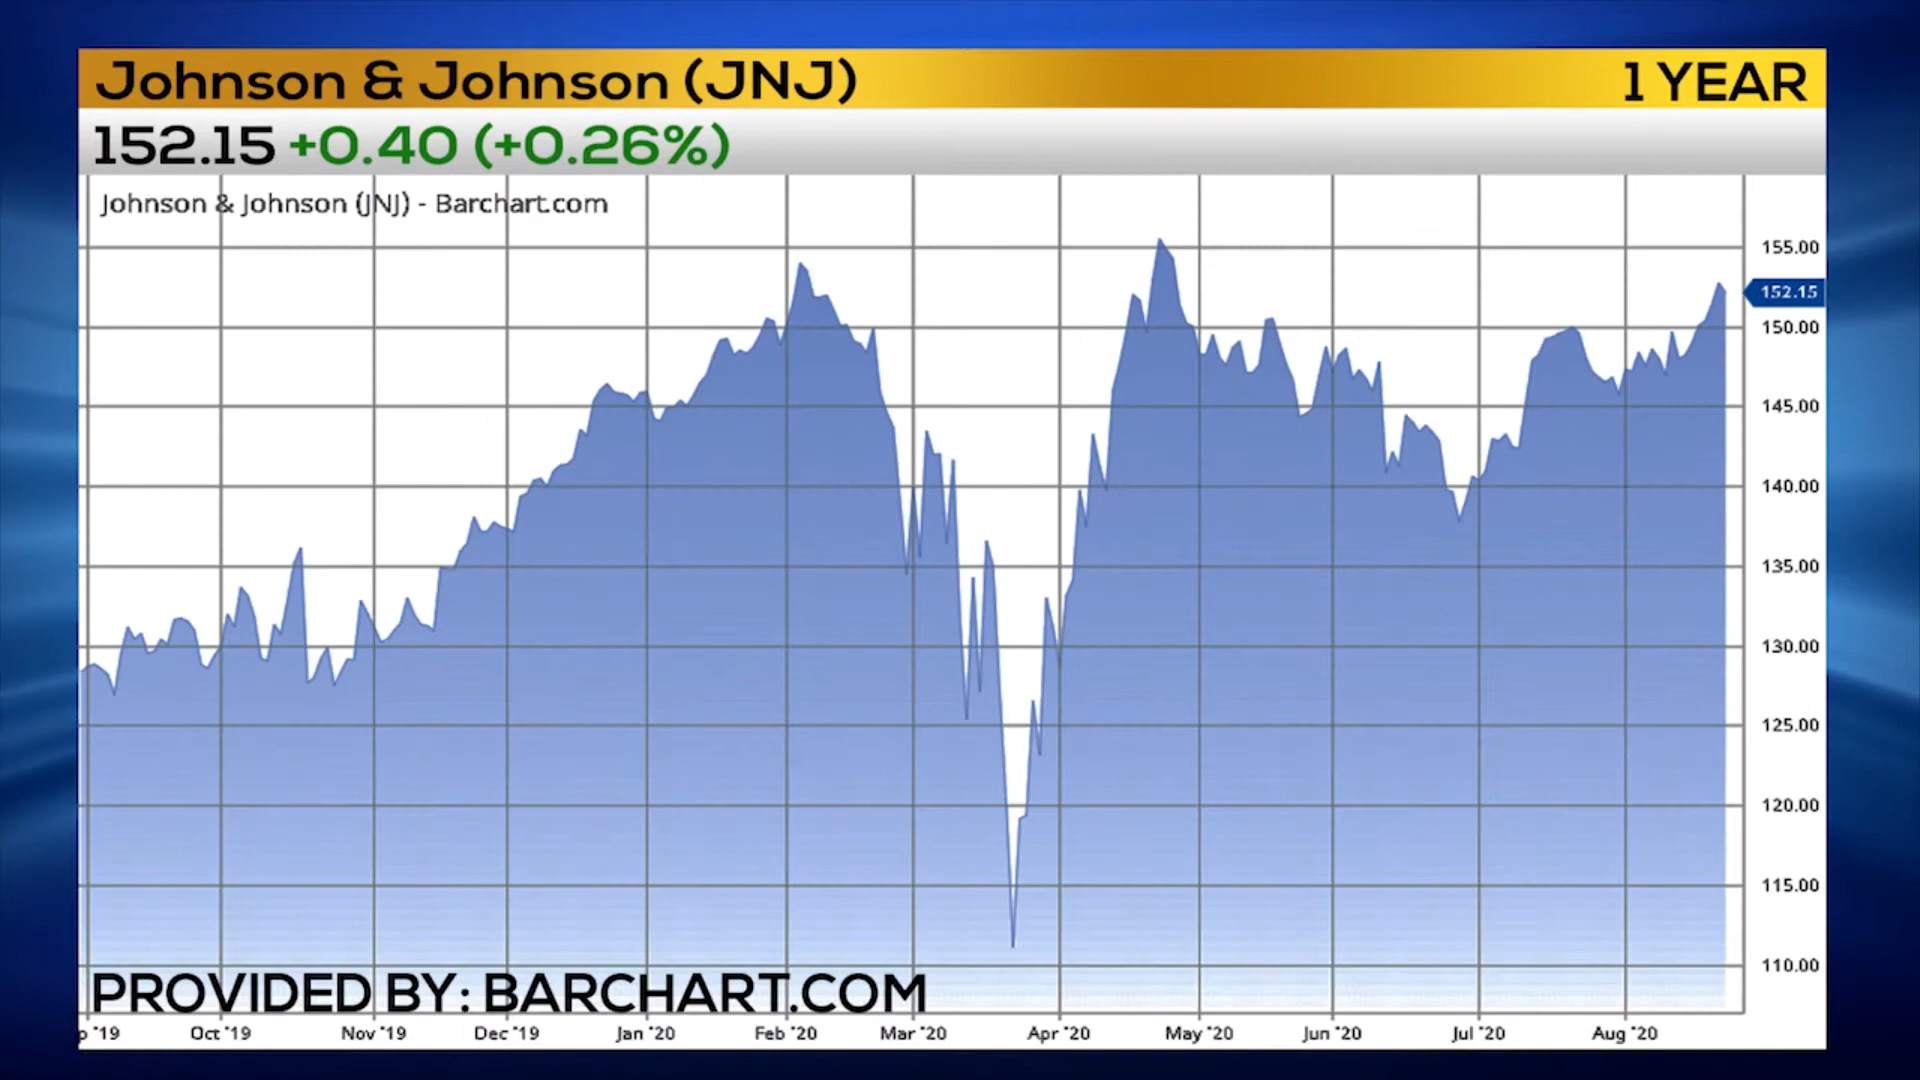 Johnson & Johnson (JNJ) 1 YEAR
152.15 +0.40 (+0.26%)
Johnson & Johnson (JNJ) - Barchart.com
155.00
152.15
150.00
145.00
140.00
135.00
130.00
125.00
120.00
115.00
110.00
PROVIDED BY: BARCHART.COM
p '19 Oct '19 Nov '19 Dec '19 Jan '20 Feb '20 Mar '20 Apr '20 May '20 Jun '20 Jul '20 Aug '20